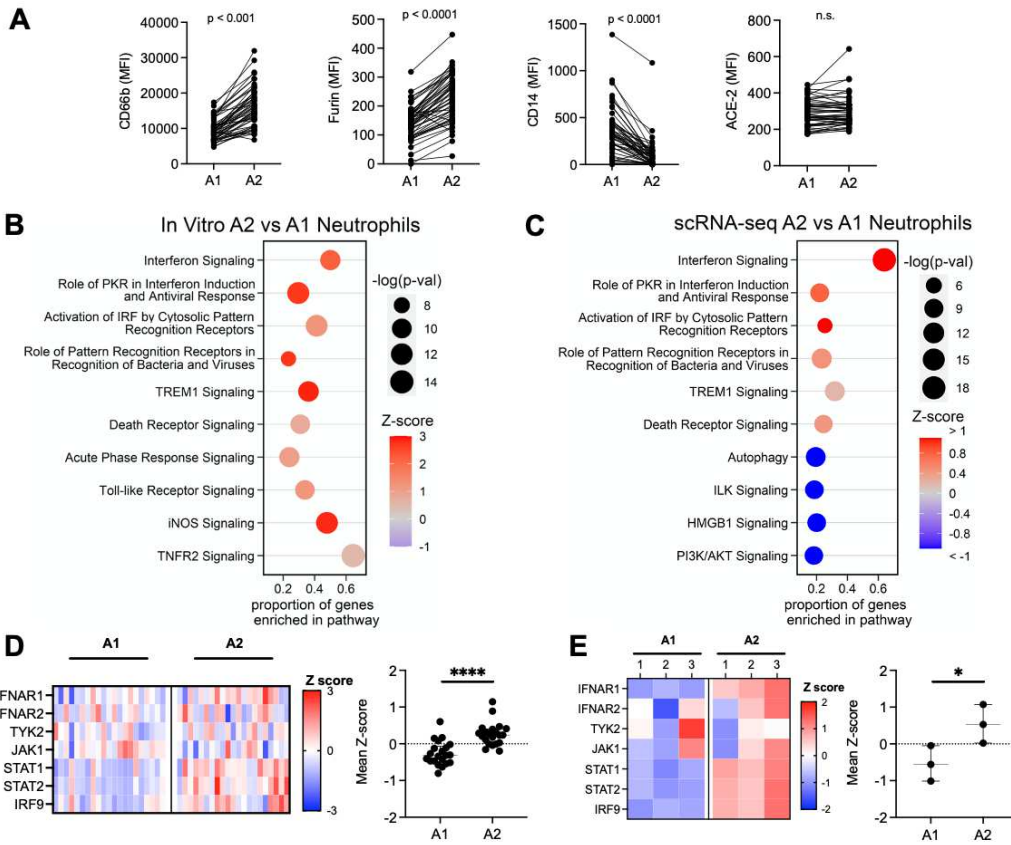 A
p < 0.001
p < 0.0001
p < 0.0001
n.s.
CD66b (MFI)
40000
30000
20000
10000
0
A1 A2
Furin (MFI)
500
400
300
200
100
0
A1 A2
CD14 (MFI)
1500
1000
500
0
A1 A2
ACE-2 (MFI)
800
600
400
200
0
A1 A2
B
In Vitro A2 vs A1 Neutrophils
Interferon Signaling
Role of PKR in Interferon Induction
and Antiviral Response
Activation of IRF by Cytosolic Pattern
Recognition Receptors
Role of Pattern Recognition Receptors in
Recognition of Bacteria and Viruses
TREM1 Signaling
Death Receptor Signaling
Acute Phase Response Signaling
Toll-like Receptor Signaling
iNOS Signaling
TNFR2 Signaling
0.2 0.4 0.6
proportion of genes
enriched in pathway
-log(p-val)
8
10
12
14
Z-score
3
2
1
0
-1
C
scRNA-seq A2 vs A1 Neutrophils
Interferon Signaling
Role of PKR in Interferon Induction
and Antiviral Response
Activation of IRF by Cytosolic Pattern
Recognition Receptors
Role of Pattern Recognition Receptors in
Recognition of Bacteria and Viruses
TREM1 Signaling
Death Receptor Signaling
Autophagy
ILK Signaling
HMGB1 Signaling
PI3K/AKT Signaling
0.2 0.4 0.6
proportion of genes
enriched in pathway
-log(p-val)
6
9
12
15
18
Z-score
> 1
0.8
0.4
0
-0.4
-0.8
< -1
D
A1 A2
FNAR1
FNAR2
TYK2
JAK1
STAT1
STAT2
IRF9
Z score
3
0
-3
****
Mean Z-score
2
1
0
-1
-2
A1 A2
E
A1 A2
1 2 3 1 2 3
IFNAR1
IFNAR2
TYK2
JAK1
STAT1
STAT2
IFNR9
Z score
2
1
0
-1
-2
*
Mean Z-score
2
1
0
-1
-2
A1 A2